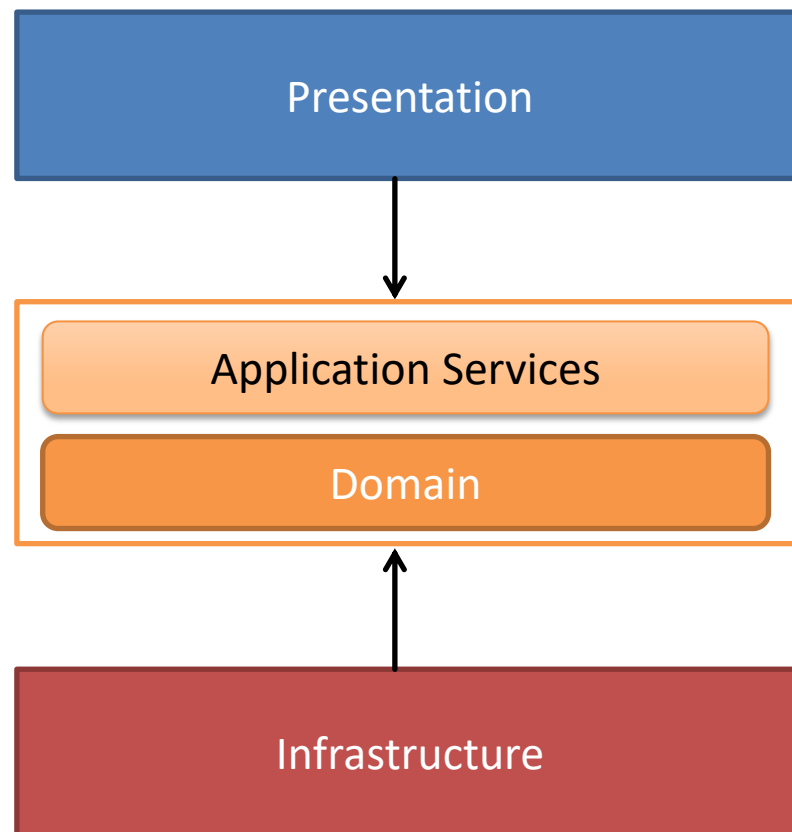 Presentation
Application Services
Domain
Infrastructure